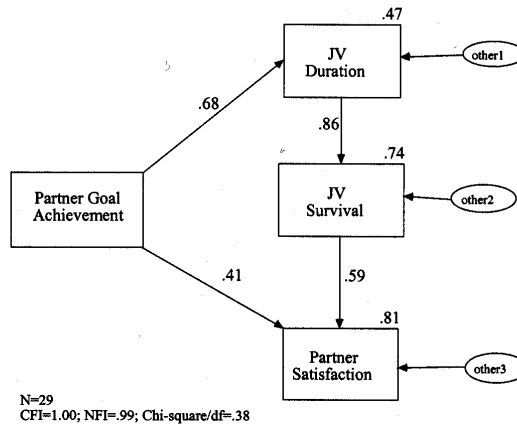 .47
JV
Duration
other1
.68
.86
.74
Partner Goal
Achievement
JV
Survival
other2
.41
.59
.81
Partner
Satisfaction
other3
N=29
CFI=1.00; NFI=.99; Chi-square/df=.38